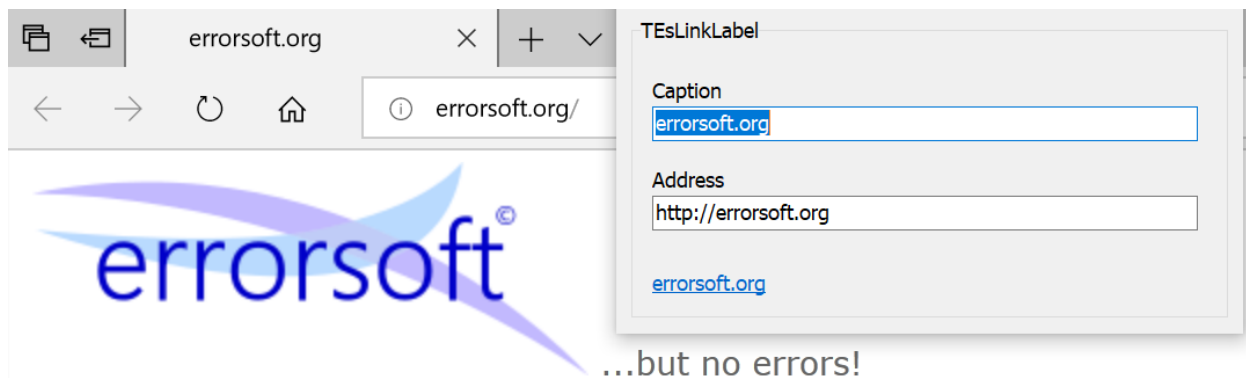 errorsoft.org
errorsoft.org/
errorsoft©
...but no errors!
TEsLinkLabel
Caption
errorsoft.org
Address
http://errorsoft.org
errorsoft.org